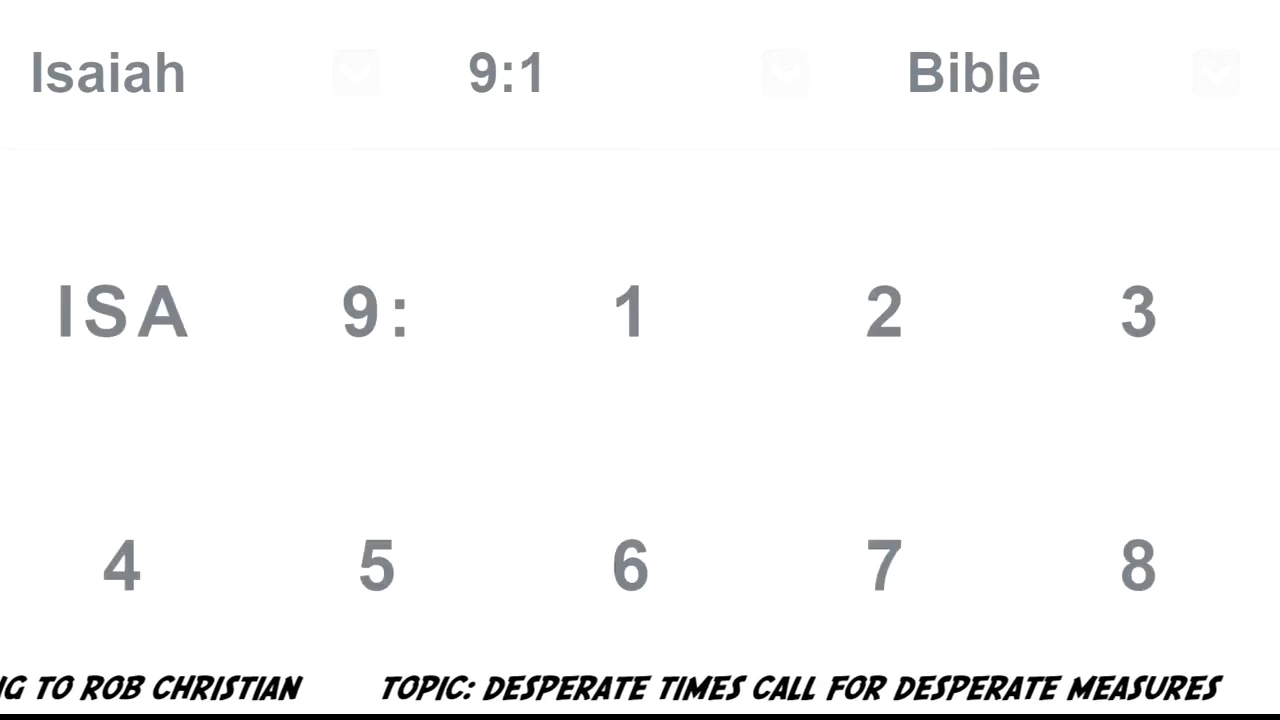 Isaiah 9:1 Bible
ISA 9: 1 2 3
4 5 6 7 8
TO ROB CHRISTIAN TOPIC: DESPERATE TIMES CALL FOR DESPERATE MEASURES